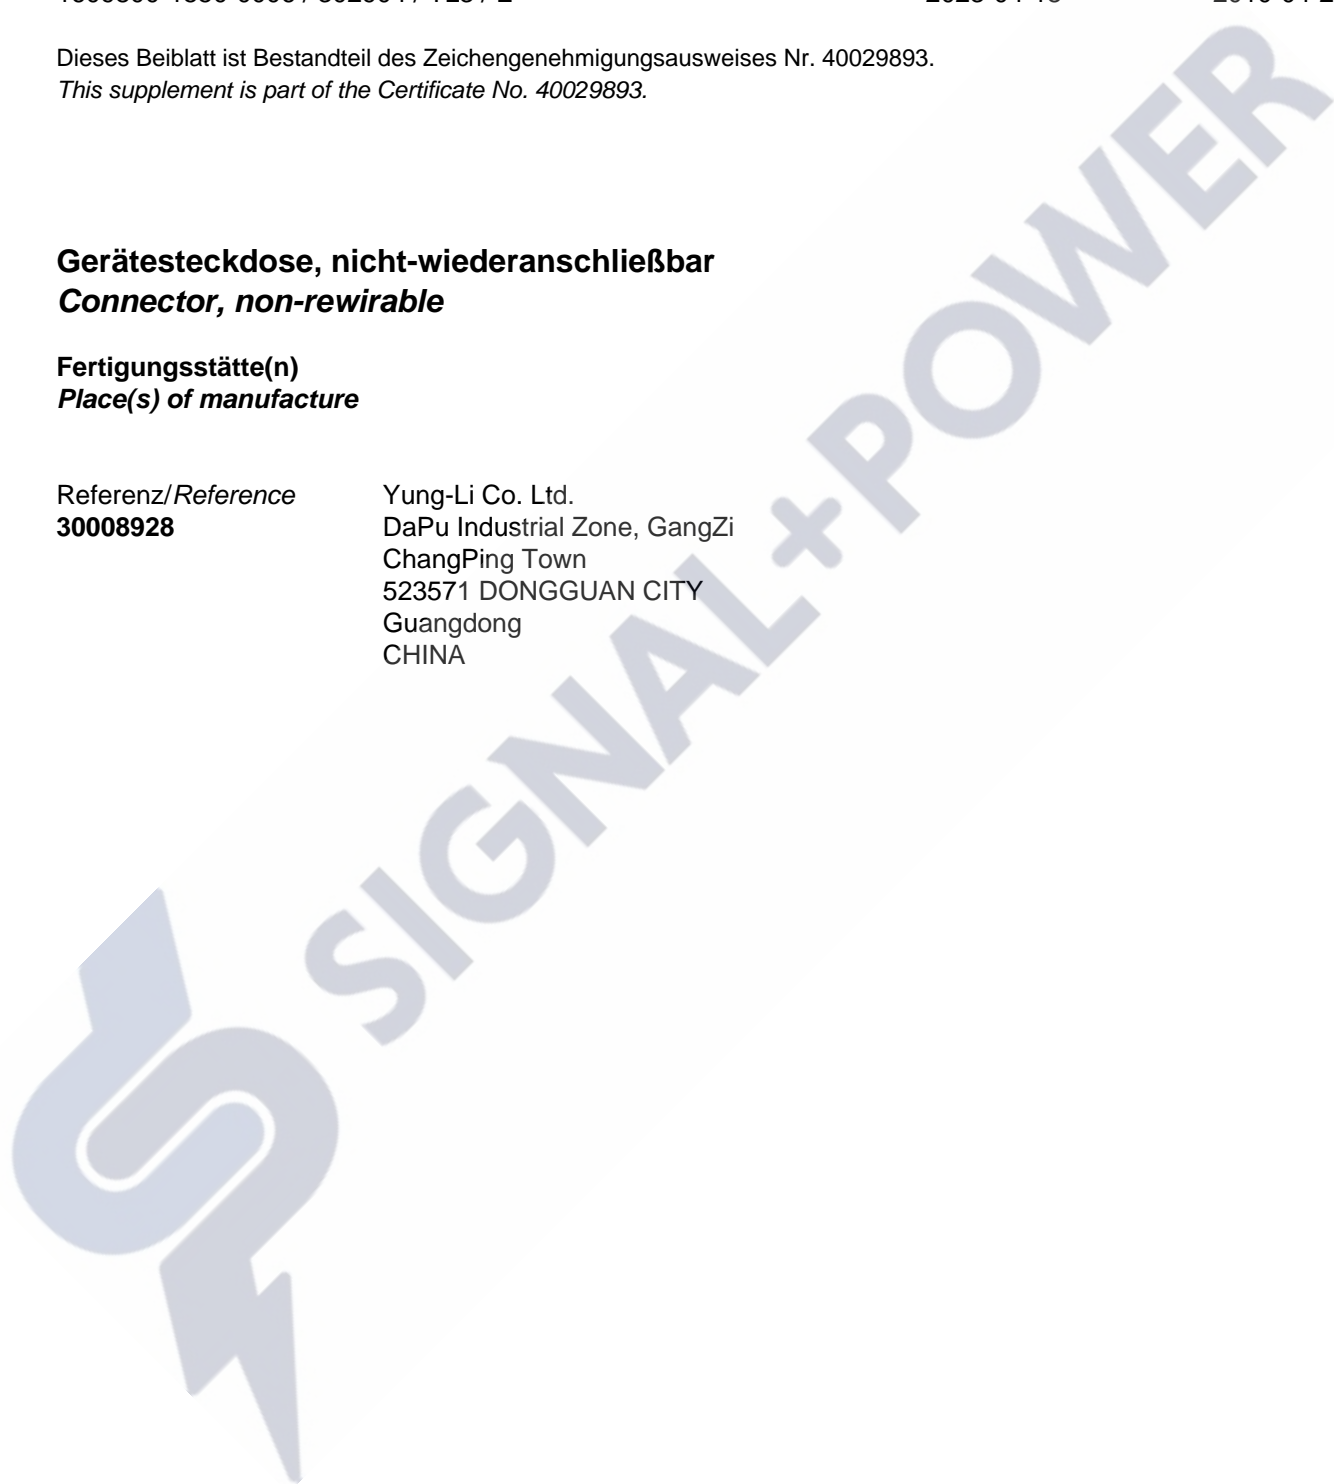 Dieses Beiblatt ist Bestandteil des Zeichengenehmigungsausweises Nr. 40029893.
This supplement is part of the Certificate No. 40029893.
Gerätesteckdose, nicht-wiederanschließbar
Connector, non-rewirable
Fertigungsstätte(n)
Place(s) of manufacture
Referenz/Reference Yung-Li Co. Ltd.
30008928 DaPu Industrial Zone, GangZi
ChangPing Town
523571 DONGGUAN CITY
Guangdong
CHINA
SIGNAL+POWER